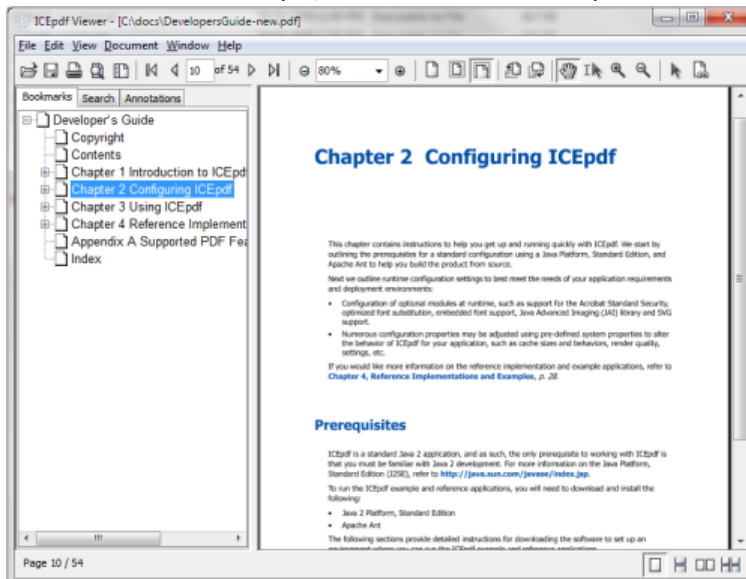 ICEpdf Viewer - [C:\docs\DevelopersGuide-new.pdf]
File Edit View Document Window Help
10 of 54 80%
Bookmarks Search Annotations
Developer's Guide
Copyright
Contents
Chapter 1 Introduction to ICEpd
Chapter 2 Configuring ICEpdf
Chapter 3 Using ICEpdf
Chapter 4 Reference Implement
Appendix A Supported PDF Fea
Index
Chapter 2 Configuring ICEpdf
This chapter contains instructions to help you get up and running quickly with ICEpdf. We start by
outlining the prerequisites for a standard configuration using a Java Platform, Standard Edition, and
Apache Ant to help you build the product from source.
Next we outline runtime configuration settings to best meet the needs of your application requirements
and deployment environments:
• Configuration of optional modules at runtime, such as support for the Acrobat Standard Security,
optimized font substitution, embedded font support, Java Advanced Imaging (JAI) library and SVG
support.
• Numerous configuration properties may be adjusted using pre-defined system properties to alter
the behavior of ICEpdf for your application, such as cache sizes and behaviors, render quality,
settings, etc.
If you would like more information on the reference implementation and example applications, refer to
Chapter 4, Reference Implementations and Examples, p. 28.
Prerequisites
ICEpdf is a standard Java 2 application, and as such, the only prerequisite to working with ICEpdf is
that you must be familiar with Java 2 development. For more information on the Java Platform,
Standard Edition (J2SE), refer to http://java.sun.com/javase/index.jsp.
To run the ICEpdf example and reference applications, you will need to download and install the
following:
• Java 2 Platform, Standard Edition
• Apache Ant
The following sections provide detailed instructions for downloading the software to set up an
environment where you can run the ICEpdf example and reference applications.
Page 10 / 54